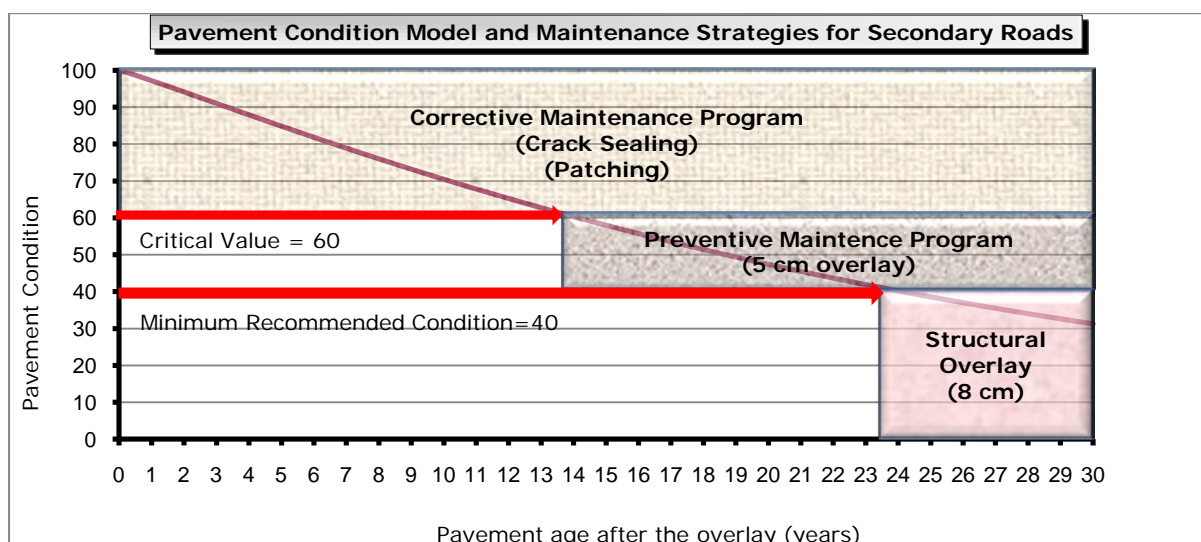 Pavement Condition Model and Maintenance Strategies for Secondary Roads
100
90
80
70
60
50
40
30
20
10
0
Pavement Condition
Corrective Maintenance Program
(Crack Sealing)
(Patching)
Critical Value = 60
Preventive Maintence Program
(5 cm overlay)
Minimum Recommended Condition=40
Structural
Overlay
(8 cm)
0 1 2 3 4 5 6 7 8 9 10 11 12 13 14 15 16 17 18 19 20 21 22 23 24 25 26 27 28 29 30
Pavement age after the overlay (years)